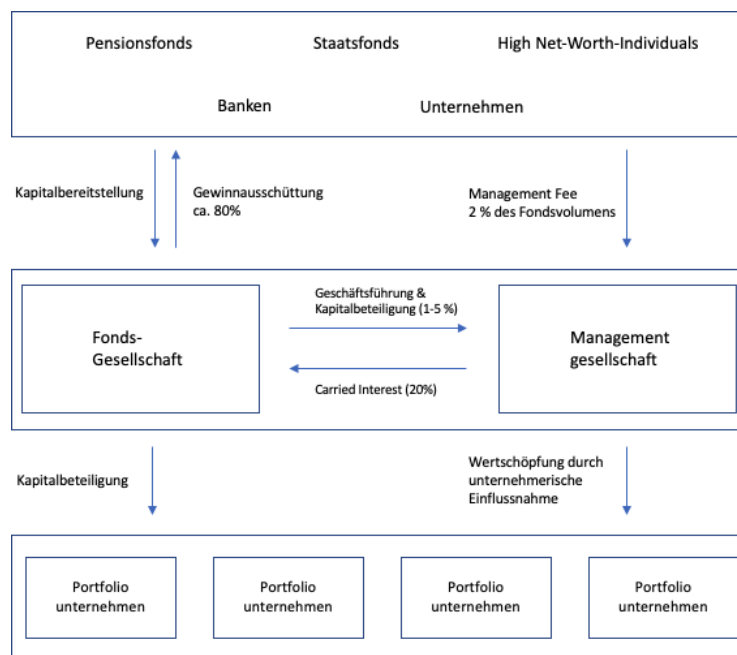 Pensionsfonds
Staatsfonds
High Net-Worth-Individuals
Banken
Unternehmen
Kapitalbereitstellung
Gewinnausschüttung
ca. 80%
Management Fee
2 % des Fondsvolumens
Fonds-
Gesellschaft
Geschäftsführung &
Kapitalbeteiligung (1-5 %)
Carried Interest (20%)
Management
gesellschaft
Kapitalbeteiligung
Wertschöpfung durch
unternehmerische
Einflussnahme
Portfolio
unternehmen
Portfolio
unternehmen
Portfolio
unternehmen
Portfolio
unternehmen